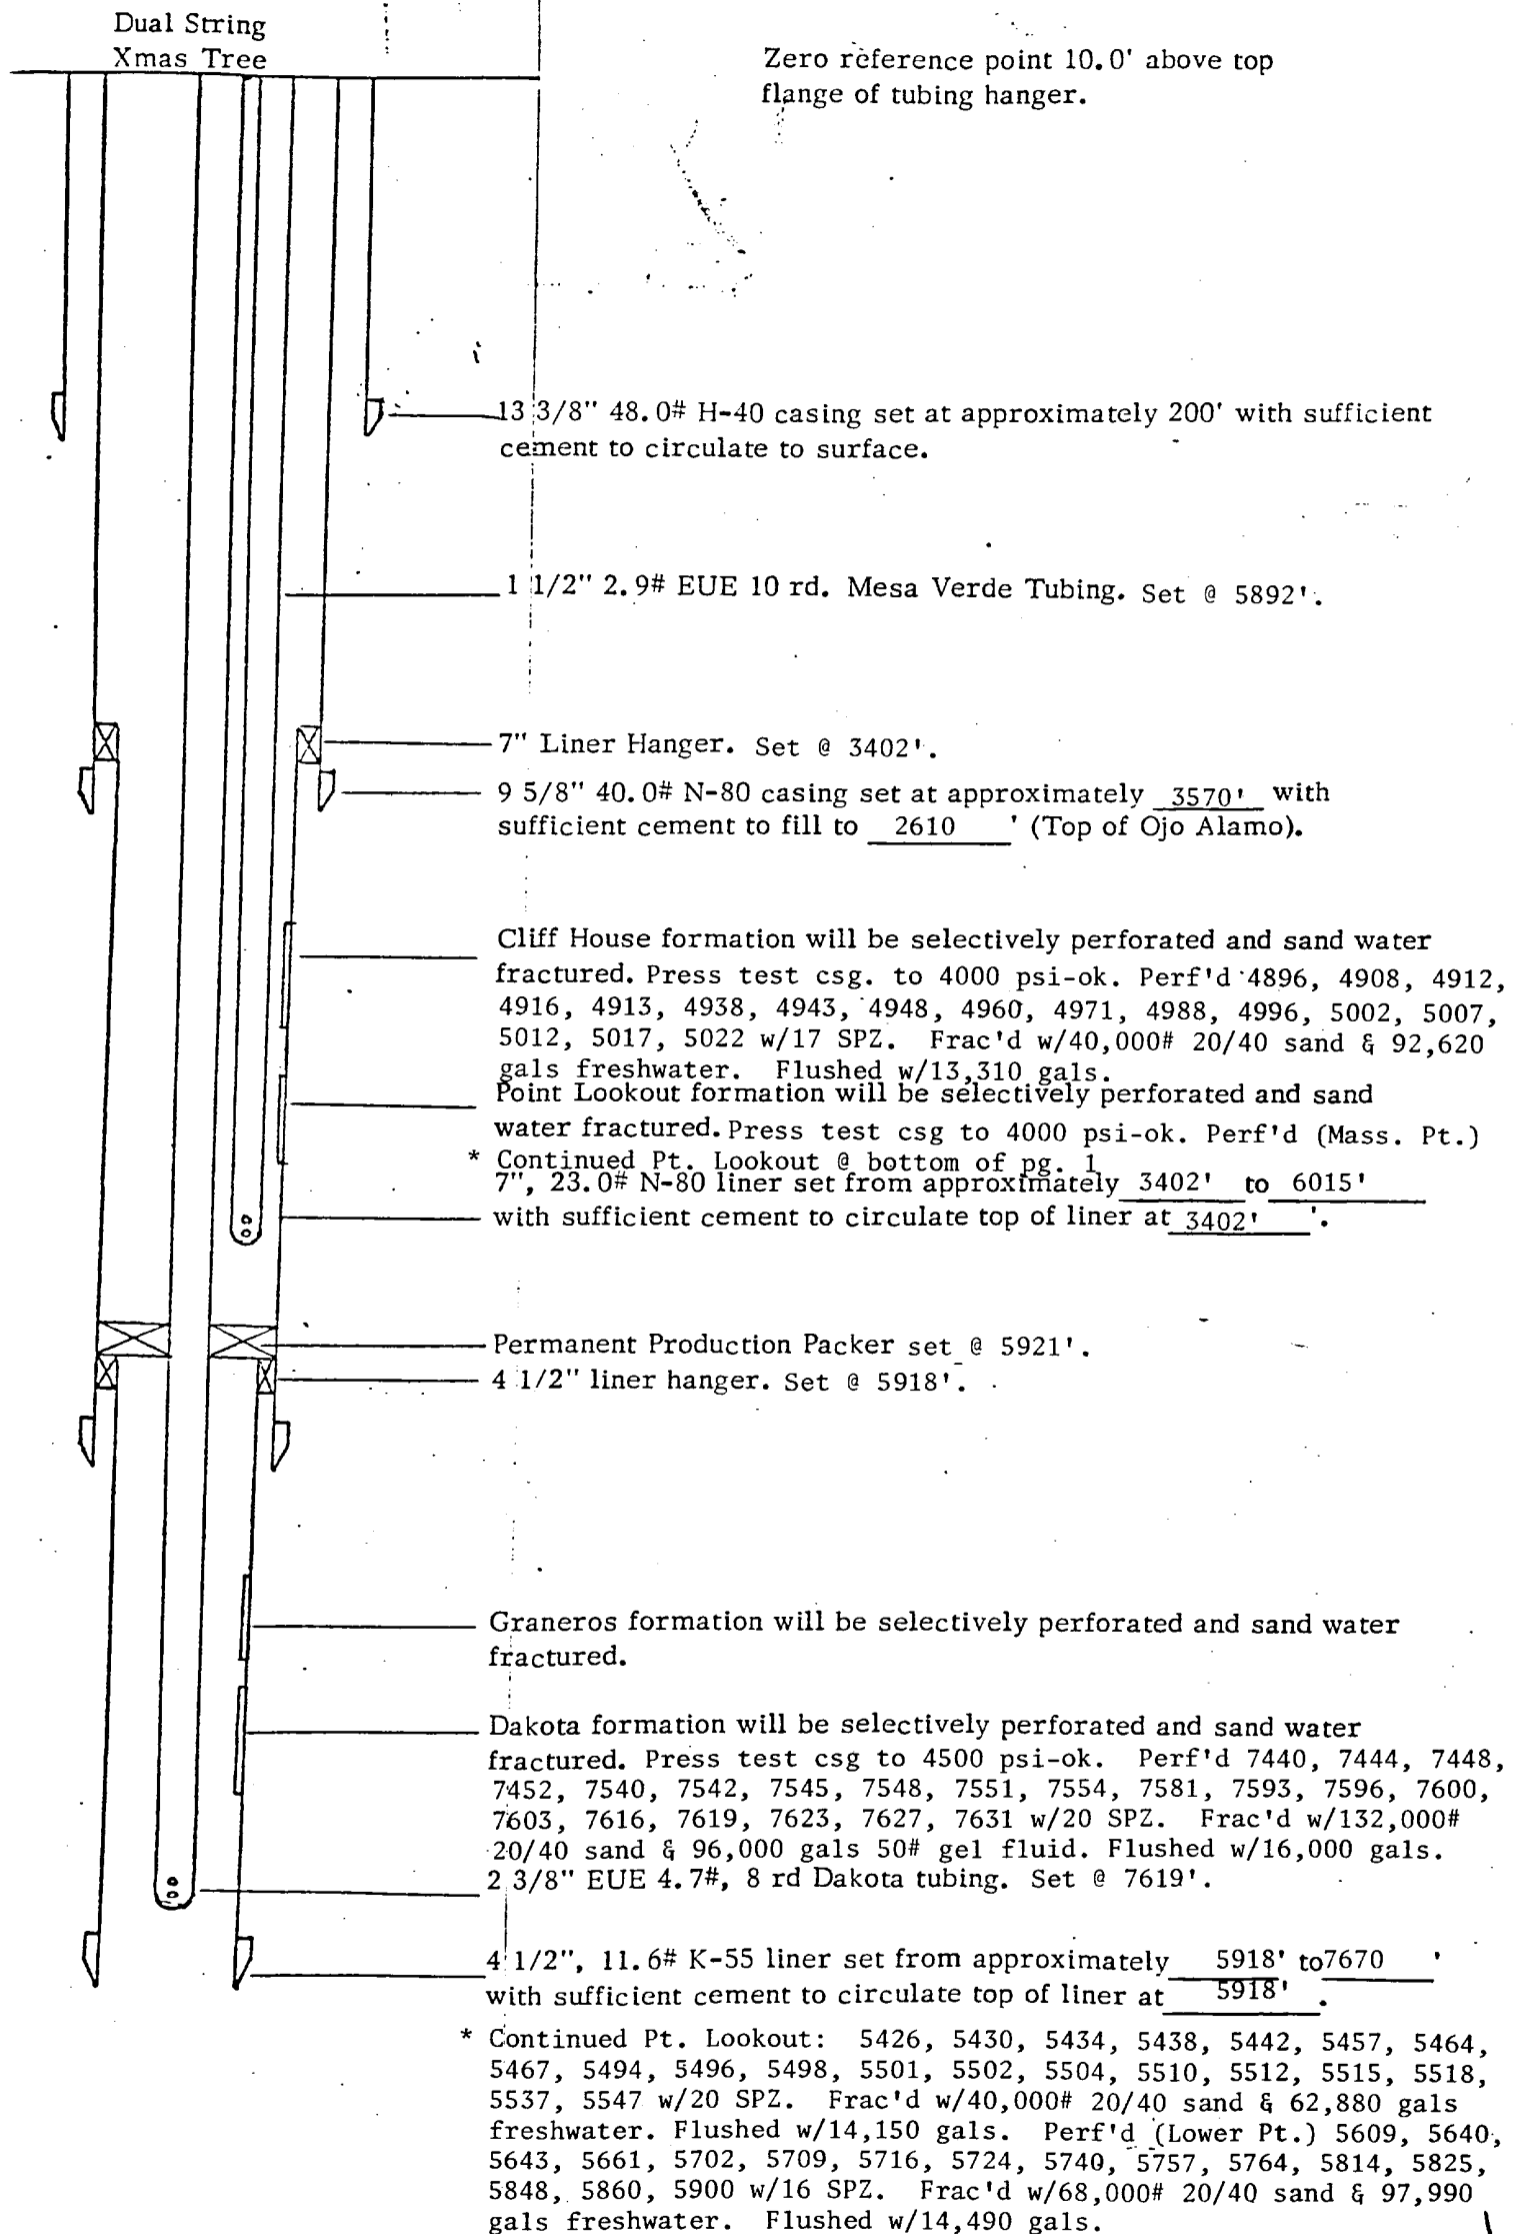 Dual String
Xmas Tree
Zero reference point 10.0' above top
flange of tubing hanger.
13 3/8" 48.0# H-40 casing set at approximately 200' with sufficient
cement to circulate to surface.
1 1/2" 2.9# EUE 10 rd. Mesa Verde Tubing. Set @ 5892'.
7" Liner Hanger. Set @ 3402'.
9 5/8" 40.0# N-80 casing set at approximately 3570' with
sufficient cement to fill to 2610 ' (Top of Ojo Alamo).
Cliff House formation will be selectively perforated and sand water
fractured. Press test csg. to 4000 psi-ok. Perf'd 4896, 4908, 4912,
4916, 4913, 4938, 4943, 4948, 4960, 4971, 4988, 4996, 5002, 5007,
5012, 5017, 5022 w/17 SPZ. Frac'd w/40,000# 20/40 sand & 92,620
gals freshwater. Flushed w/13,310 gals.
Point Lookout formation will be selectively perforated and sand
water fractured. Press test csg to 4000 psi-ok. Perf'd (Mass. Pt.)
* Continued Pt. Lookout @ bottom of pg. 1
7", 23.0# N-80 liner set from approximately 3402' to 6015'
with sufficient cement to circulate top of liner at 3402' '.
Permanent Production Packer set @ 5921'.
4 1/2" liner hanger. Set @ 5918'.
Graneros formation will be selectively perforated and sand water
fractured.
Dakota formation will be selectively perforated and sand water
fractured. Press test csg to 4500 psi-ok. Perf'd 7440, 7444, 7448,
7452, 7540, 7542, 7545, 7548, 7551, 7554, 7581, 7593, 7596, 7600,
7603, 7616, 7619, 7623, 7627, 7631 w/20 SPZ. Frac'd w/132,000#
20/40 sand & 96,000 gals 50# gel fluid. Flushed w/16,000 gals.
2 3/8" EUE 4.7#, 8 rd Dakota tubing. Set @ 7619'.
4 1/2", 11.6# K-55 liner set from approximately 5918' to 7670 '
with sufficient cement to circulate top of liner at 5918' .
* Continued Pt. Lookout: 5426, 5430, 5434, 5438, 5442, 5457, 5464,
5467, 5494, 5496, 5498, 5501, 5502, 5504, 5510, 5512, 5515, 5518,
5537, 5547 w/20 SPZ. Frac'd w/40,000# 20/40 sand & 62,880 gals
freshwater. Flushed w/14,150 gals. Perf'd (Lower Pt.) 5609, 5640,
5643, 5661, 5702, 5709, 5716, 5724, 5740, 5757, 5764, 5814, 5825,
5848, 5860, 5900 w/16 SPZ. Frac'd w/68,000# 20/40 sand & 97,990
gals freshwater. Flushed w/14,490 gals.